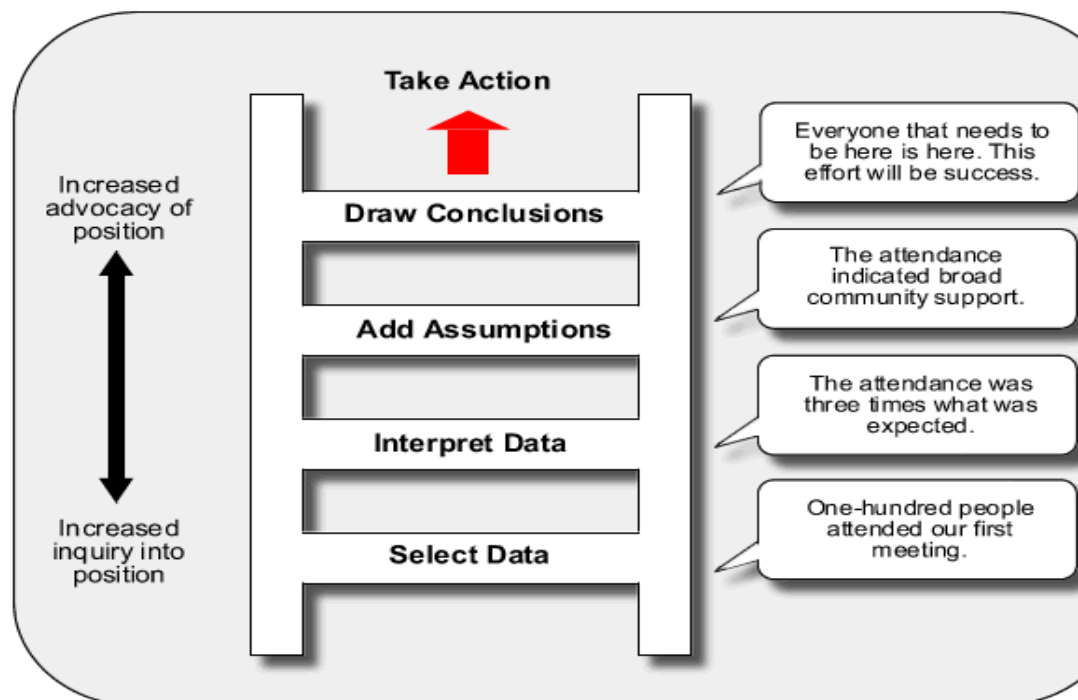 Take Action
Everyone that needs to
be here is here. This
effort will be success.
Increased
advocacy of
position
Draw Conclusions
The attendance
indicated broad
community support.
Add Assumptions
The attendance was
three times what was
expected.
Interpret Data
One-hundred people
attended our first
meeting.
Increased
inquiry into
position
Select Data